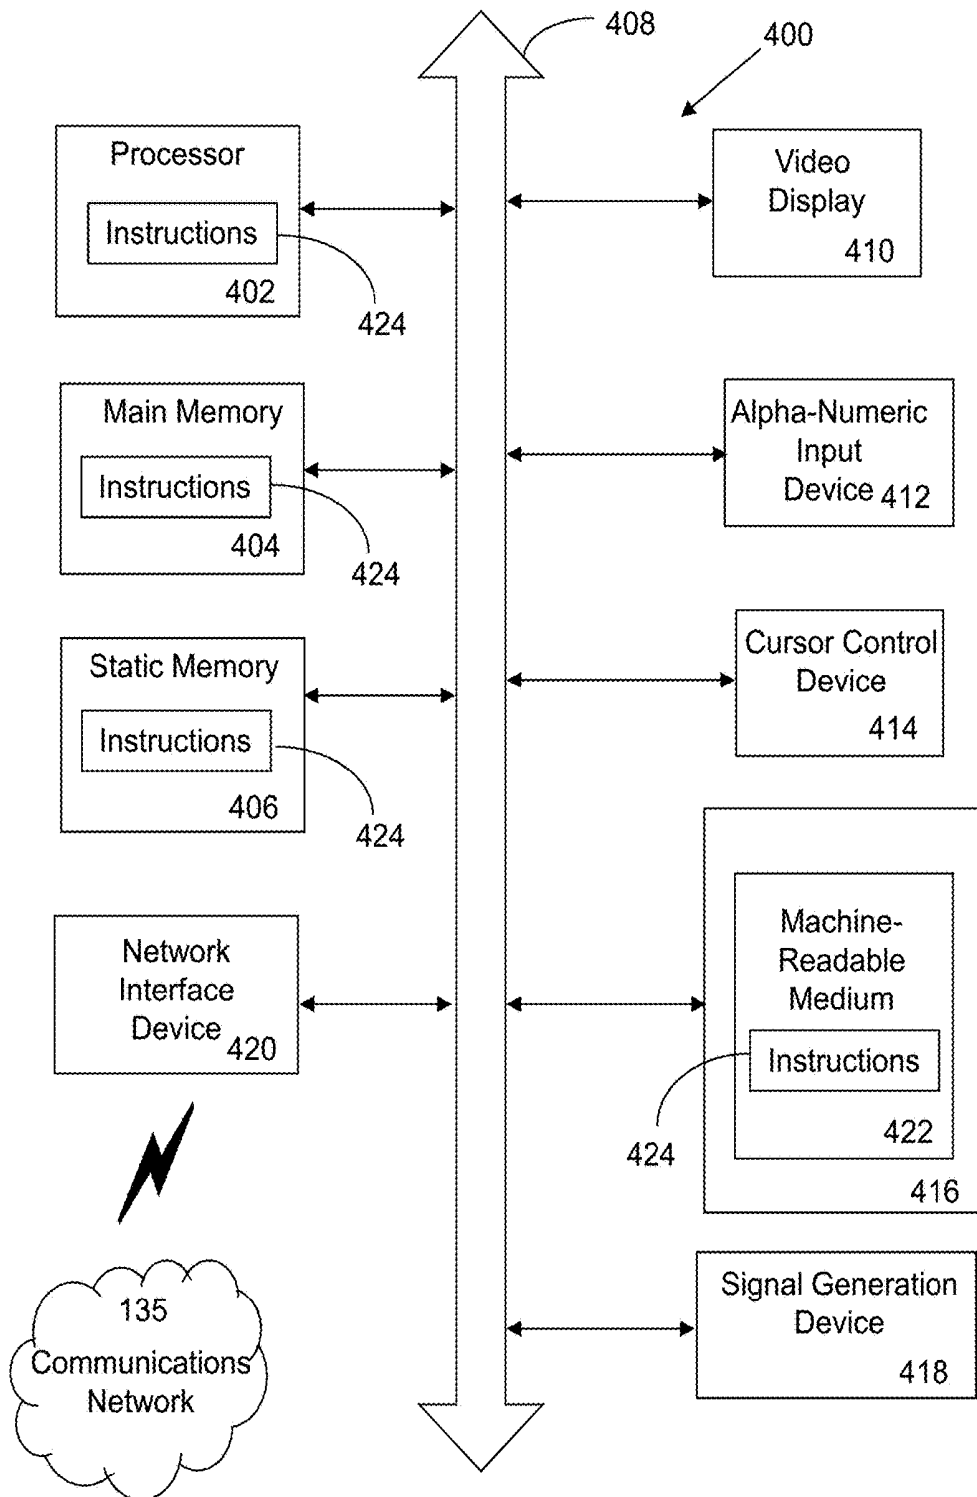 408
400
Processor
Instructions
402
424
Video
Display
410
Main Memory
Instructions
404
424
Alpha-Numeric
Input
Device
412
Static Memory
Instructions
406
424
Cursor Control
Device
414
Network
Interface
Device
420
Machine-
Readable
Medium
Instructions
422
424
416
135
Communications
Network
Signal Generation
Device
418